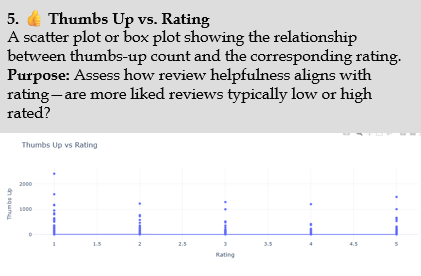 5. 👍 Thumbs Up vs. Rating
A scatter plot or box plot showing the relationship
between thumbs-up count and the corresponding rating.
Purpose: Assess how review helpfulness aligns with
rating—are more liked reviews typically low or high
rated?
Thumbs Up vs Rating
Thumbs Up
2000
1000
0
1 1.5 2 2.5 3 3.5 4 4.5 5
Rating